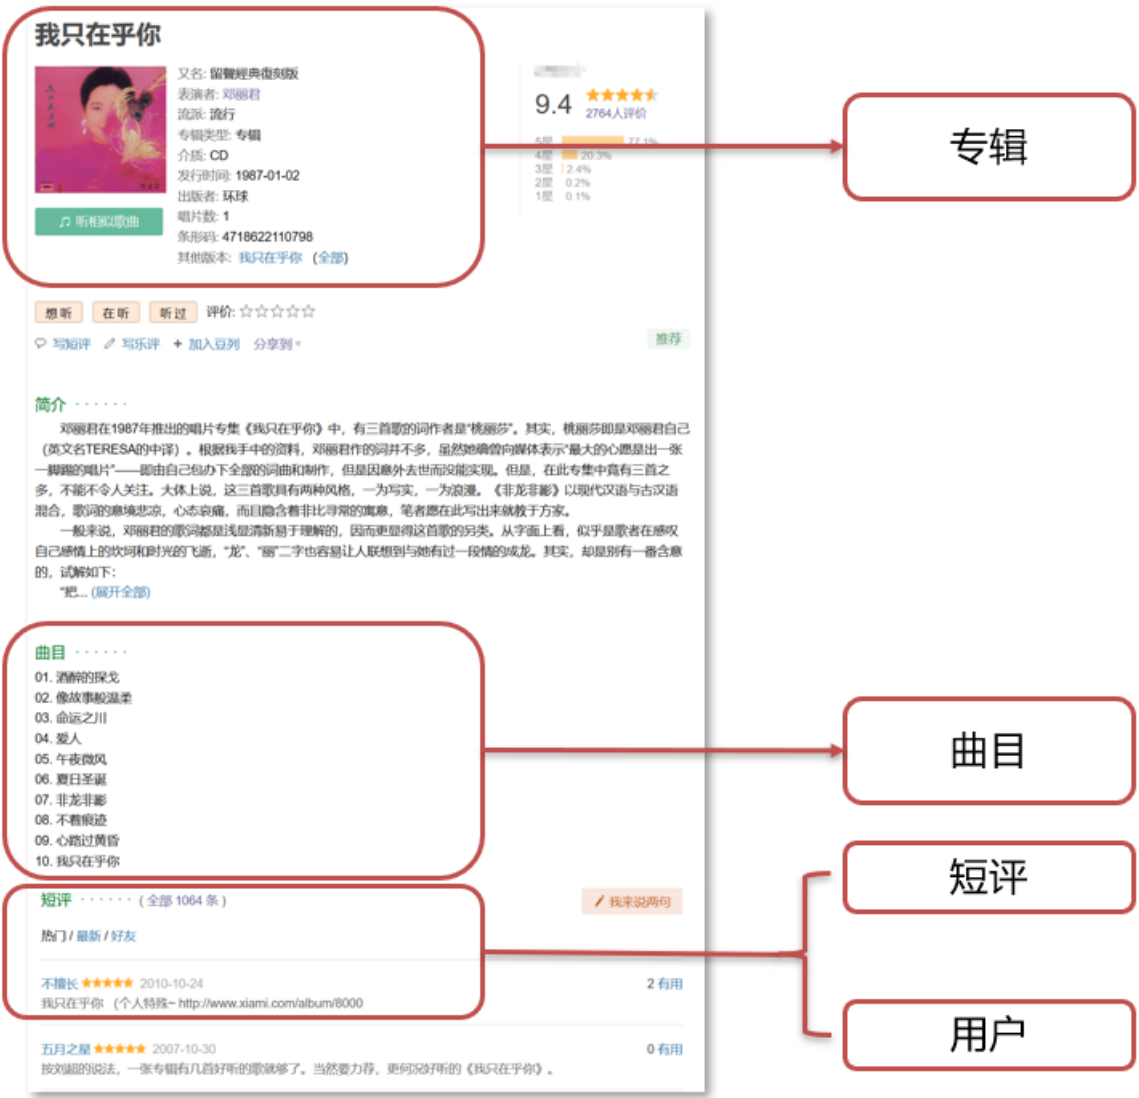 我只在乎你
又名: 留聲經典復刻版
表演者: 邓丽君
流派: 流行
专辑类型: 专辑
介质: CD
发行时间: 1987-01-02
出版者: 环球
唱片数: 1
条形码: 4718622110798
其他版本: 我只在乎你 (全部)
听相似歌曲
9.4
2764人评价
5星 77.1%
4星 20.3%
3星 2.4%
2星 0.2%
1星 0.1%
专辑
想听 在听 听过 评价:
写短评 写乐评 + 加入豆列 分享到
推荐
简介 · · · · · ·
邓丽君在1987年推出的唱片专集《我只在乎你》中，有三首歌的词作者是“桃丽莎”。其实，桃丽莎即是邓丽君自己
（英文名TERESA的中译）。根据我手中的资料，邓丽君作的词并不多，虽然她确曾向媒体表示“最大的心愿是出一张
一脚踢的唱片”——即由自己包办下全部的词曲和制作，但是因意外去世而没能实现。但是，在此专集中竟有三首之
多，不能不令人关注。大体上说，这三首歌具有两种风格，一为写实，一为浪漫。《非龙非影》以现代汉语与古汉语
混合，歌词的意境悲凉，心态哀痛，而且隐含着非比寻常的寓意，笔者愿在此写出来就教于方家。
一般来说，邓丽君的歌词都是浅显清新易于理解的，因而更显得这首歌的另类。从字面上看，似乎是歌者在感叹
自己感情上的坎坷和时光的飞逝，“龙”、“丽”二字也容易让人联想到与她有过一段情的成龙。其实，却是别有一番含意
的，试解如下：
“把... (展开全部)
曲目 · · · · · ·
01. 酒醉的探戈
02. 像故事般温柔
03. 命运之川
04. 爱人
05. 午夜微风
06. 夏日圣诞
07. 非龙非影
08. 不着痕迹
09. 心路过黄昏
10. 我只在乎你
曲目
短评 · · · · · · ( 全部 1064 条 )
我来说两句
热门 / 最新 / 好友
不擅长 2010-10-24
2 有用
我只在乎你 （个人特殊~ http://www.xiami.com/album/8000
五月之星 2007-10-30
0 有用
按刘超的说法，一张专辑有几首好听的歌就够了。当然要力荐，更何况好听的《我只在乎你》。
短评
用户